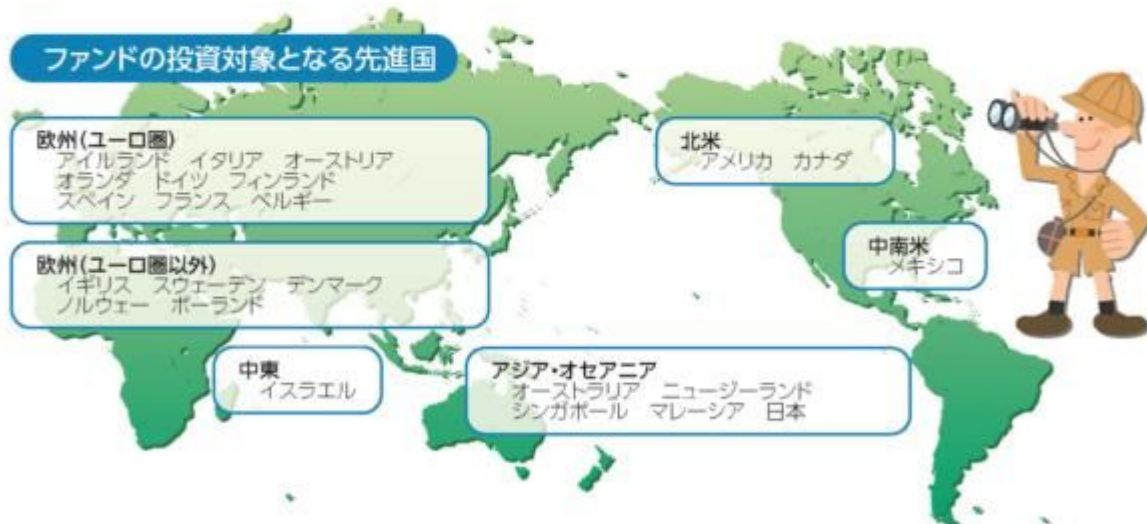 ファンドの投資対象となる先進国
欧州(ユーロ圏)
アイルランド イタリア オーストリア
オランダ ドイツ フィンランド
スペイン フランス ベルギー
北米
アメリカ カナダ
欧州(ユーロ圏以外)
イギリス スウェーデン デンマーク
ノルウェー ポーランド
中南米
メキシコ
中東
イスラエル
アジア・オセアニア
オーストラリア ニュージーランド
シンガポール マレーシア 日本